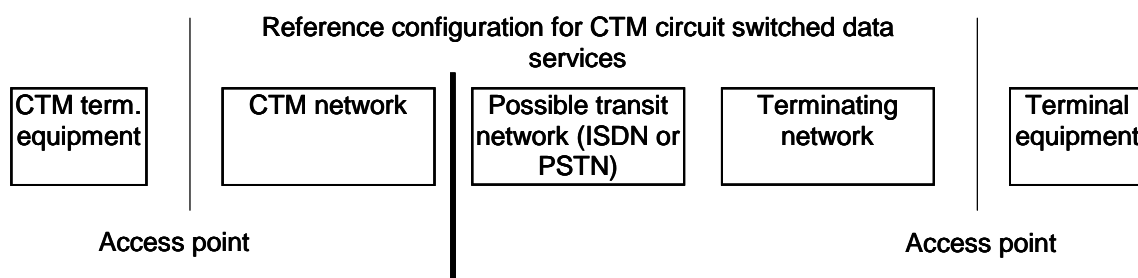 Reference configuration for CTM circuit switched data
services
CTM term.
equipment
CTM network
Possible transit
network (ISDN or
PSTN)
Terminating
network
Terminal
equipment
Access point
Access point